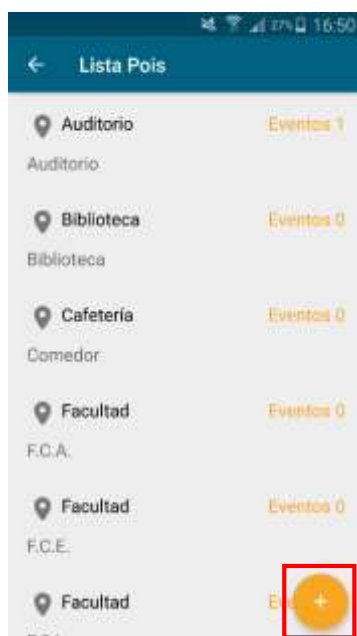 27% 16:50
← Lista Pois
Auditorio Eventos 1
Auditorio
Biblioteca Eventos 0
Biblioteca
Cafetería Eventos 0
Comedor
Facultad Eventos 0
F.C.A.
Facultad Eventos 0
F.C.E.
Facultad
+